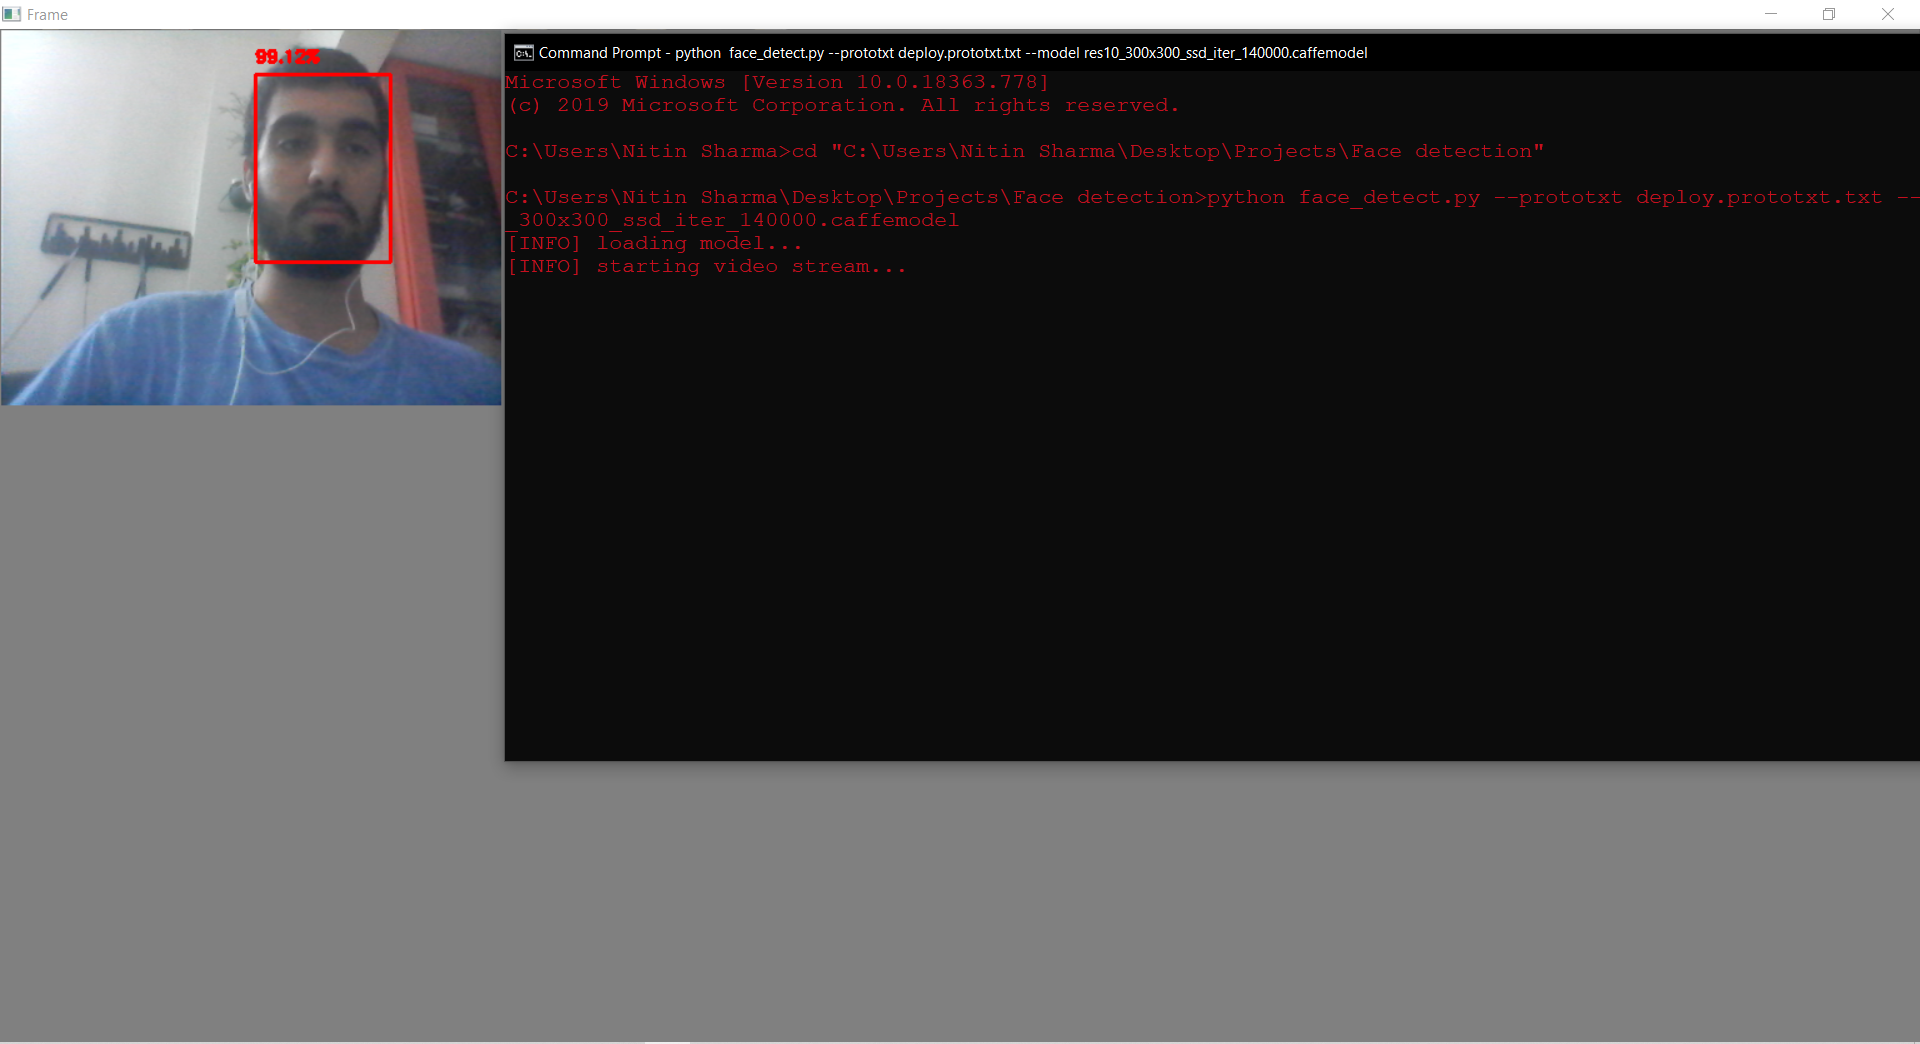 Frame
99.12%
Command Prompt - python  face_detect.py --prototxt deploy.prototxt.txt --model res10_300x300_ssd_iter_140000.caffemodel
Microsoft Windows [Version 10.0.18363.778]
(c) 2019 Microsoft Corporation. All rights reserved.
C:\Users\Nitin Sharma>cd "C:\Users\Nitin Sharma\Desktop\Projects\Face detection"
C:\Users\Nitin Sharma\Desktop\Projects\Face detection>python face_detect.py --prototxt deploy.prototxt.txt --
_300x300_ssd_iter_140000.caffemodel
[INFO] loading model...
[INFO] starting video stream...